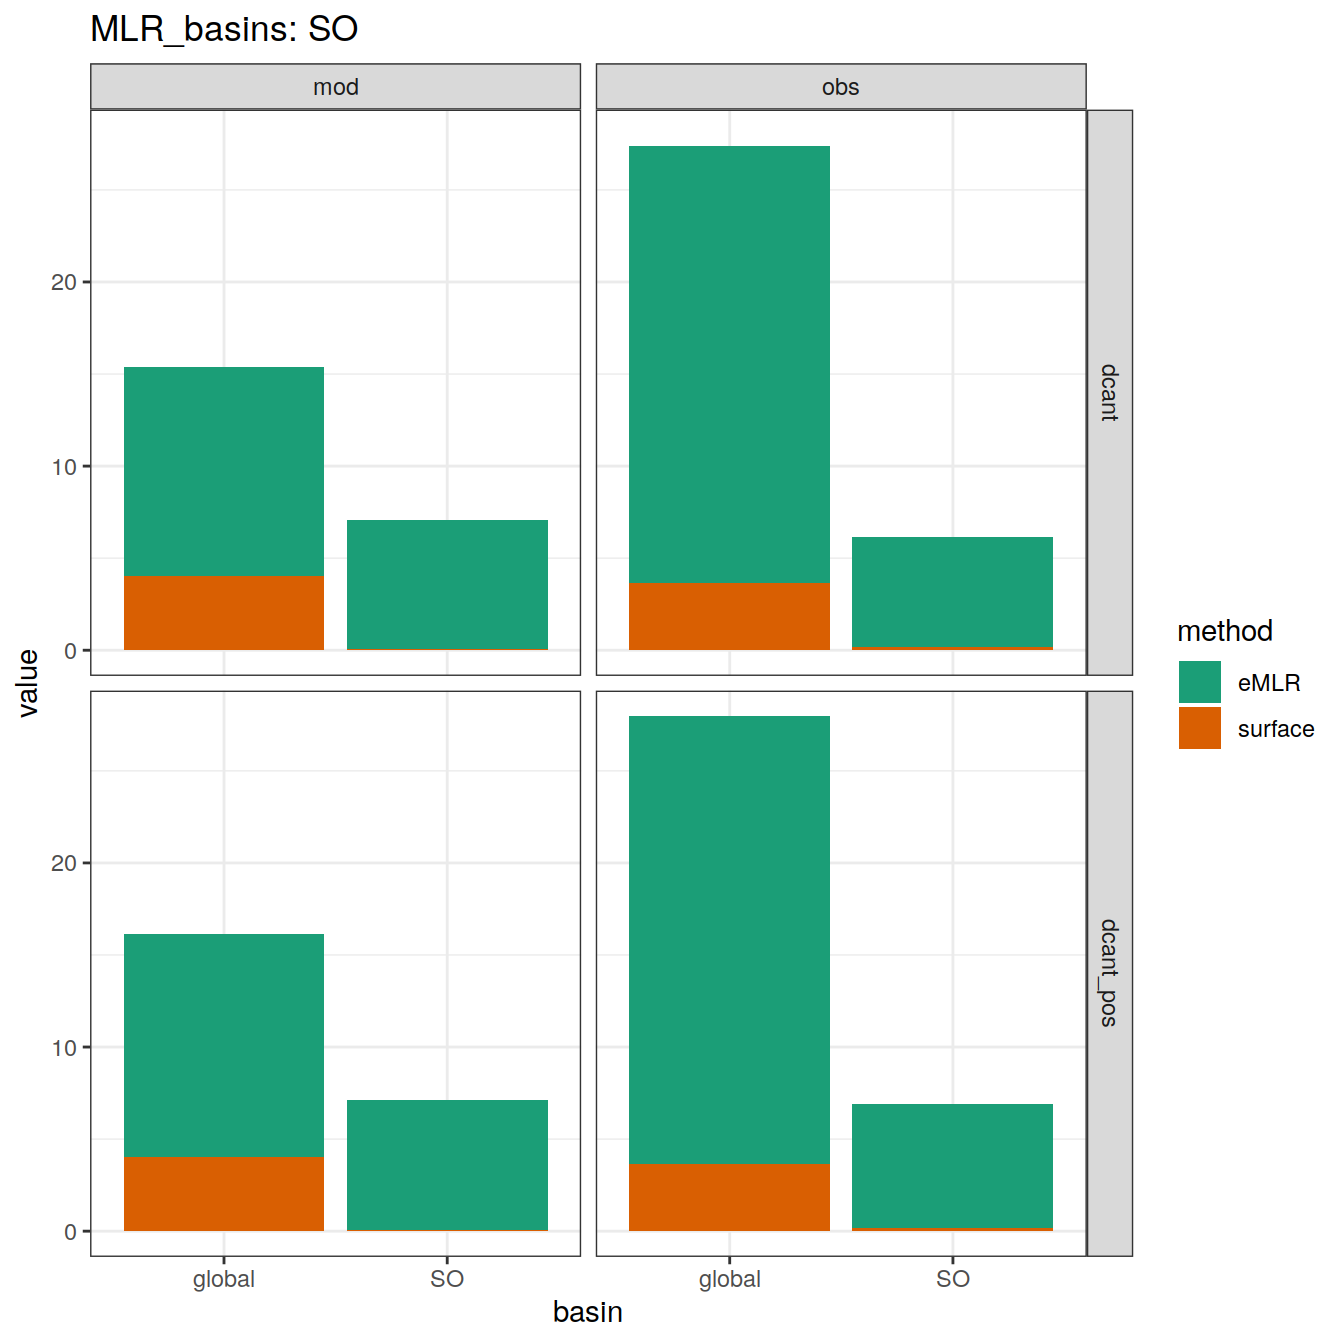 MLR_basins: SO
mod
obs
20
10
0
dcant
20
10
0
dcant_pos
value
global
SO
global
SO
basin
method
eMLR
surface